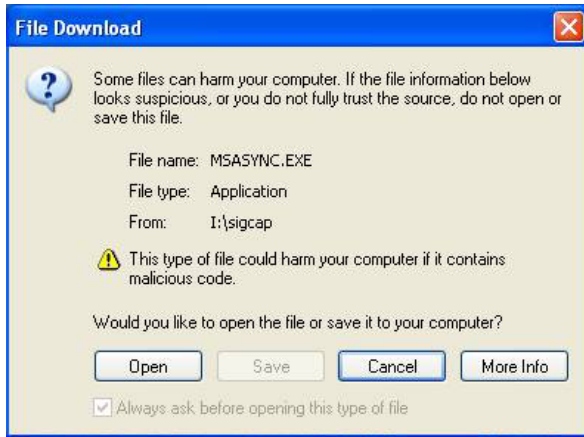 File Download
Some files can harm your computer. If the file information below
looks suspicious, or you do not fully trust the source, do not open or
save this file.
File name: MSASYNC.EXE
File type: Application
From: I:\sigcap
This type of file could harm your computer if it contains
malicious code.
Would you like to open the file or save it to your computer?
Open Save Cancel More Info
Always ask before opening this type of file